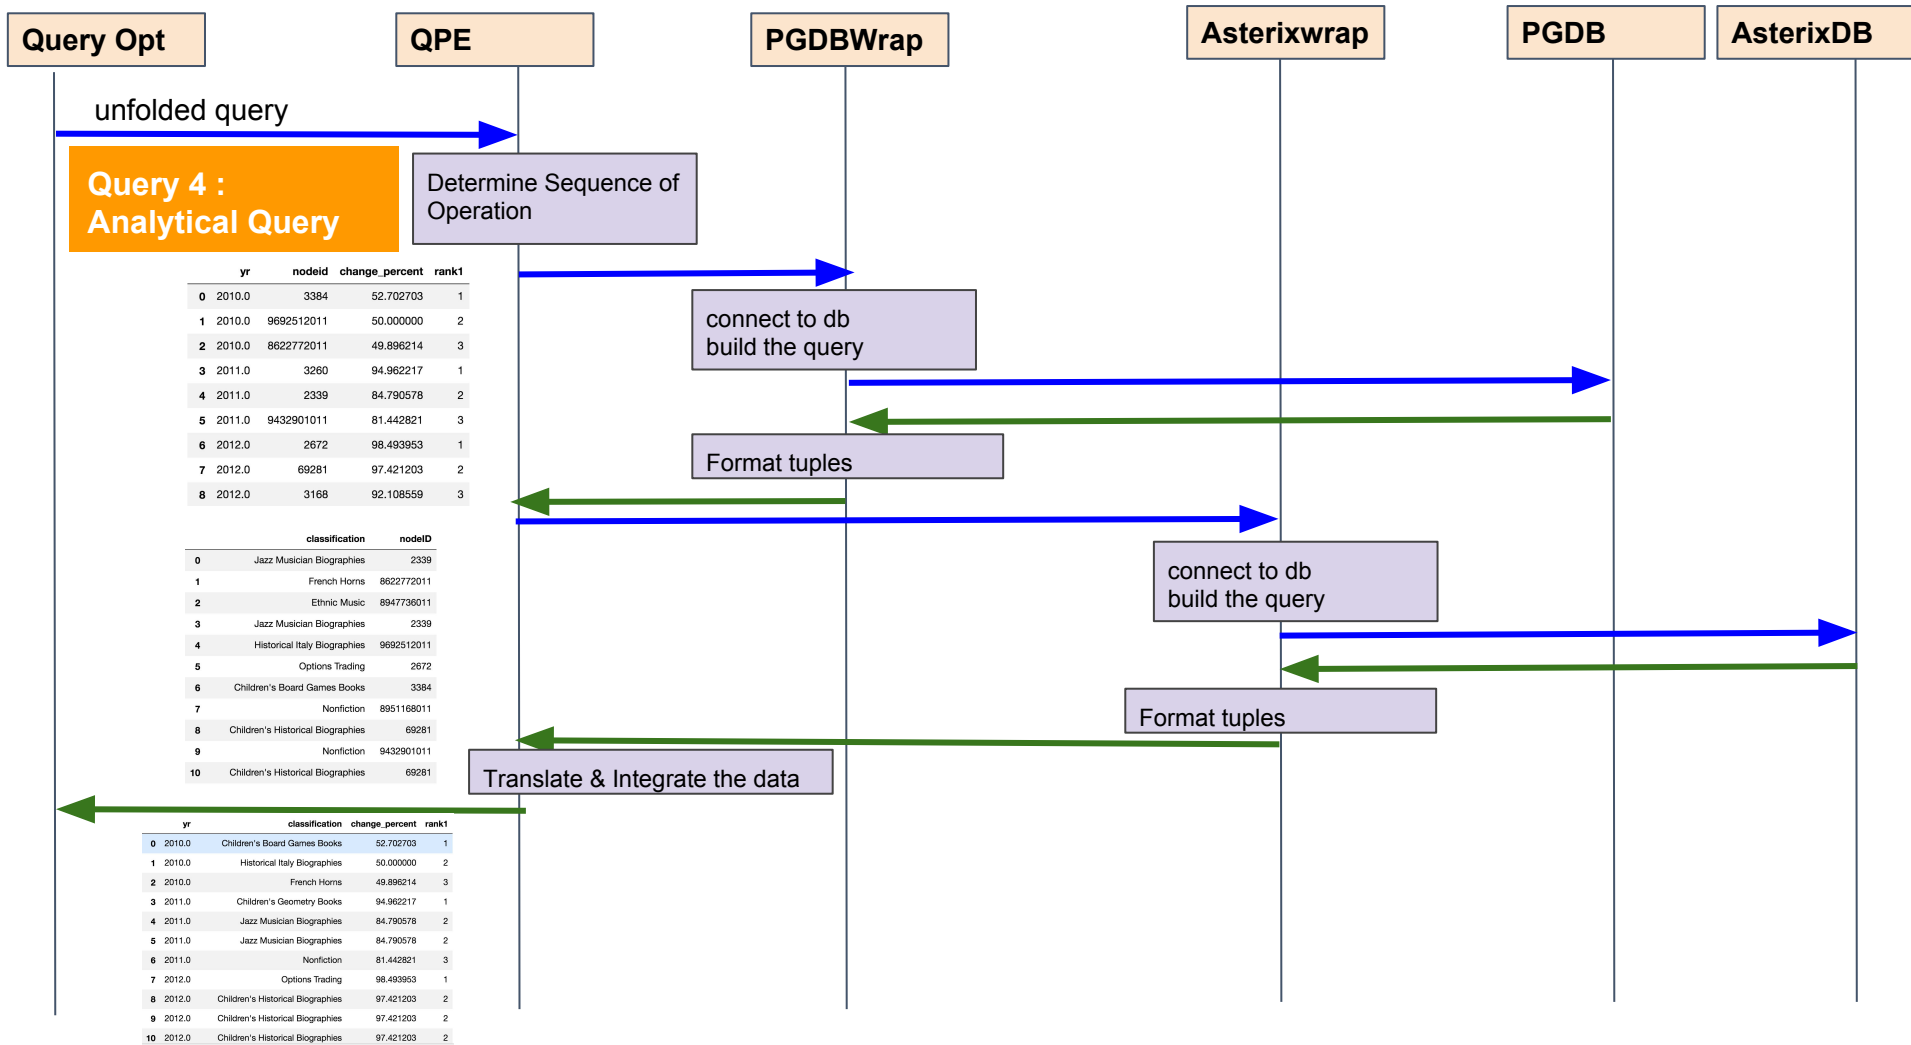 Query Opt
QPE
PGDBWrap
Asterixwrap
PGDB
AsterixDB
unfolded query
Query 4 :
Analytical Query
Determine Sequence of
Operation
yr nodeid change_percent rank1
0 2010.0 3384 52.702703 1
1 2010.0 9692512011 50.000000 2
2 2010.0 8622772011 49.896214 3
3 2011.0 3260 94.962217 1
4 2011.0 2339 84.790578 2
5 2011.0 9432901011 81.442821 3
6 2012.0 2672 98.493953 1
7 2012.0 69281 97.421203 2
8 2012.0 3168 92.108559 3
connect to db
build the query
Format tuples
classification nodeID
0 Jazz Musician Biographies 2339
1 French Horns 8622772011
2 Ethnic Music 8947736011
3 Jazz Musician Biographies 2339
4 Historical Italy Biographies 9692512011
5 Options Trading 2672
6 Children's Board Games Books 3384
7 Nonfiction 8951168011
8 Children's Historical Biographies 69281
9 Nonfiction 9432901011
10 Children's Historical Biographies 69281
connect to db
build the query
Format tuples
Translate & Integrate the data
yr classification change_percent rank1
0 2010.0 Children's Board Games Books 52.702703 1
1 2010.0 Historical Italy Biographies 50.000000 2
2 2010.0 French Horns 49.896214 3
3 2011.0 Children's Geometry Books 94.962217 1
4 2011.0 Jazz Musician Biographies 84.790578 2
5 2011.0 Jazz Musician Biographies 84.790578 2
6 2011.0 Nonfiction 81.442821 3
7 2012.0 Options Trading 98.493953 1
8 2012.0 Children's Historical Biographies 97.421203 2
9 2012.0 Children's Historical Biographies 97.421203 2
10 2012.0 Children's Historical Biographies 97.421203 2